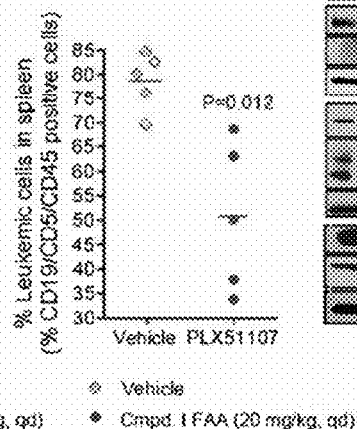 % Leukemic cells in spleen
(% CD19/CD5/CD45 positive cells)
85
80
75
70
65
60
55
50
45
40
35
30
P=0.012
Vehicle PLX51107
Vehicle
g, qd)
Cmpd. I FAA (20 mg/kg, qd)